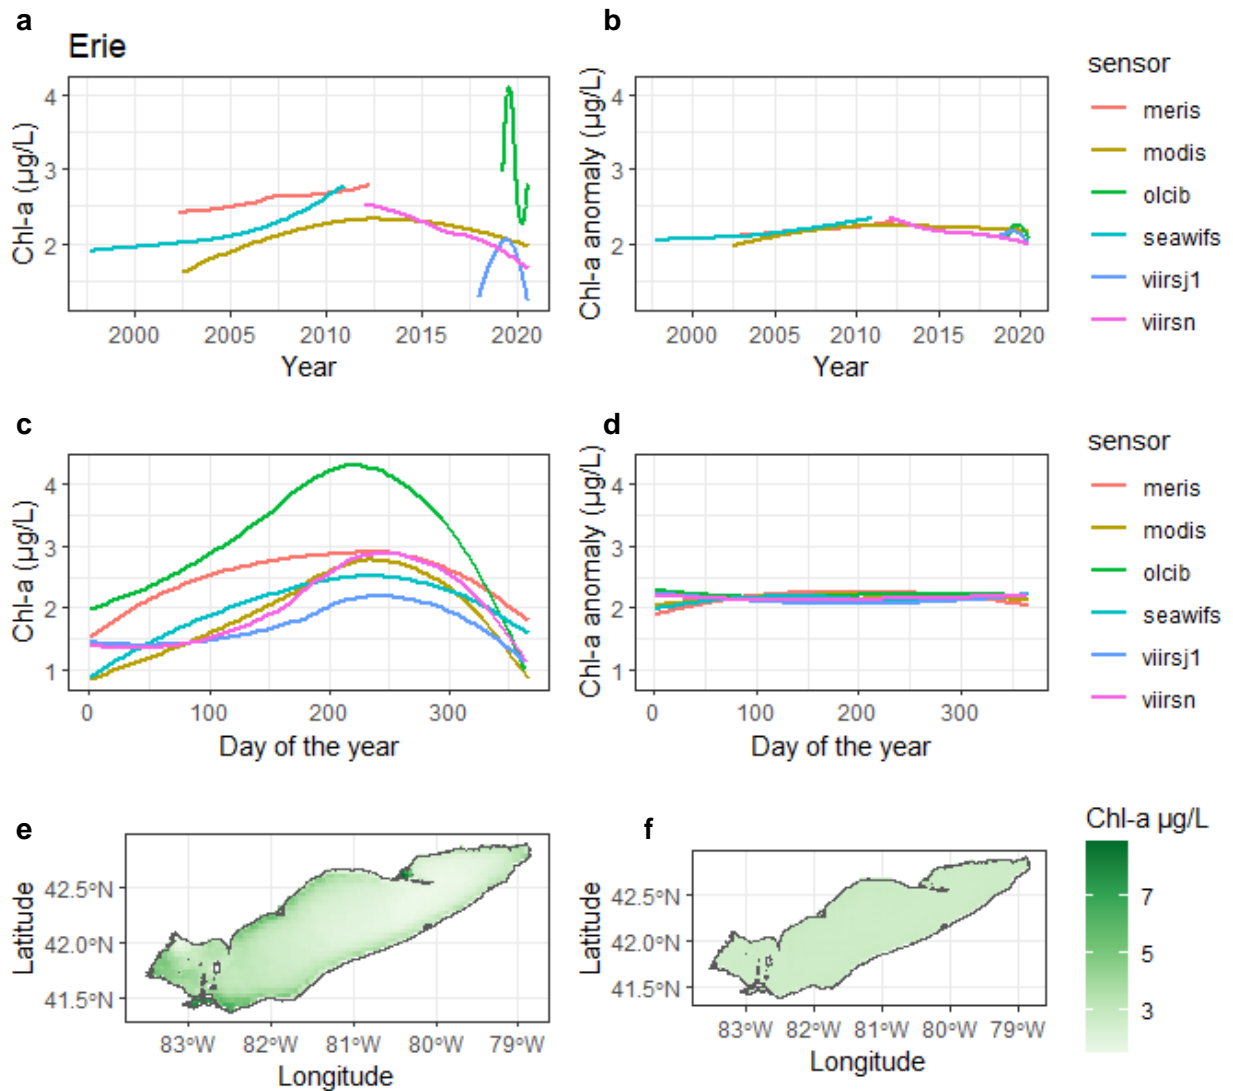 a
b
Erie
Chl-a (µg/L)
4
3
2
2000 2005 2010 2015 2020
Year
Chl-a anomaly (µg/L)
4
3
2
2000 2005 2010 2015 2020
Year
sensor
meris
modis
olcib
seawifs
viirsj1
viirsn
c
d
Chl-a (µg/L)
4
3
2
1
0 100 200 300
Day of the year
Chl-a anomaly (µg/L)
4
3
2
1
0 100 200 300
Day of the year
sensor
meris
modis
olcib
seawifs
viirsj1
viirsn
e
f
Latitude
42.5°N
42.0°N
41.5°N
83°W 82°W 81°W 80°W 79°W
Longitude
Latitude
42.5°N
42.0°N
41.5°N
83°W 82°W 81°W 80°W 79°W
Longitude
Chl-a µg/L
7
5
3